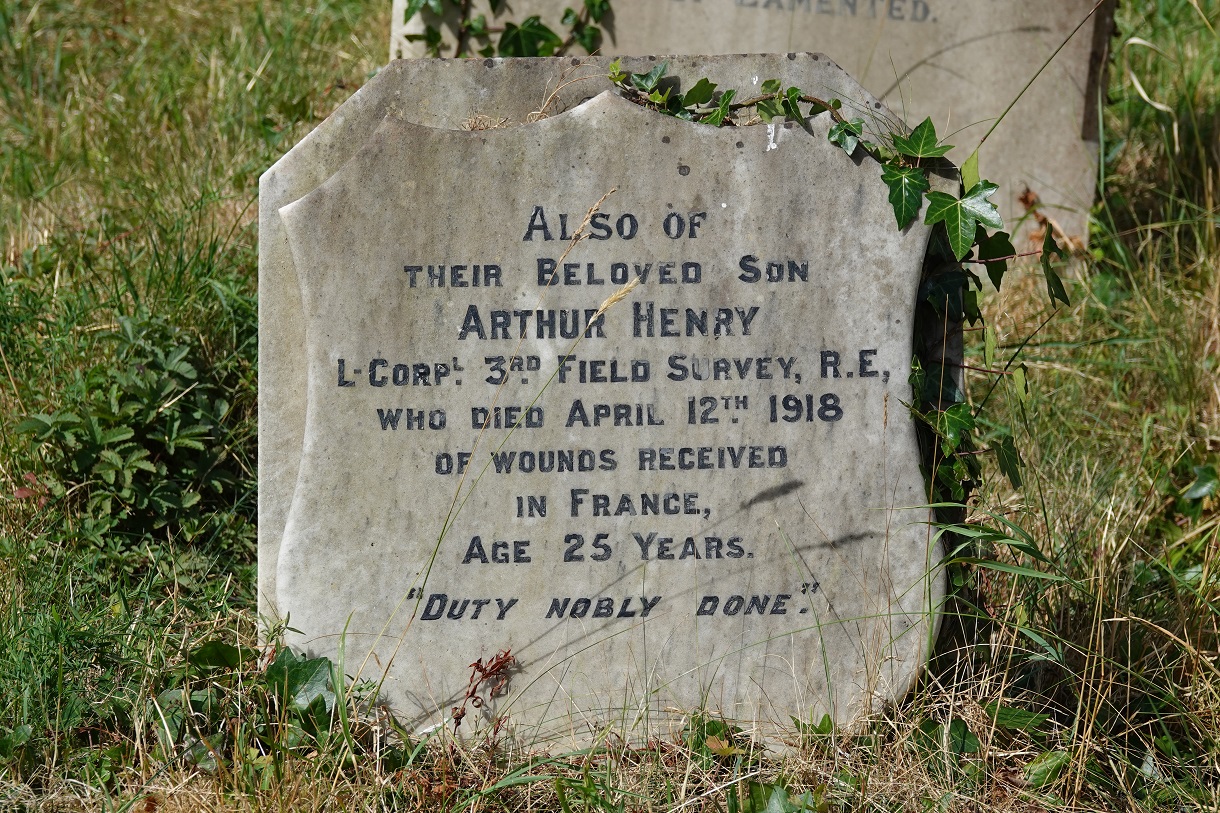 LAMENTED.
ALSO OF
THEIR BELOVED SON
ARTHUR HENRY
L-CORPL. 3RD FIELD SURVEY, R.E,
WHO DIED APRIL 12TH 1918
OF WOUNDS RECEIVED
IN FRANCE,
AGE 25 YEARS.
"DUTY NOBLY DONE."